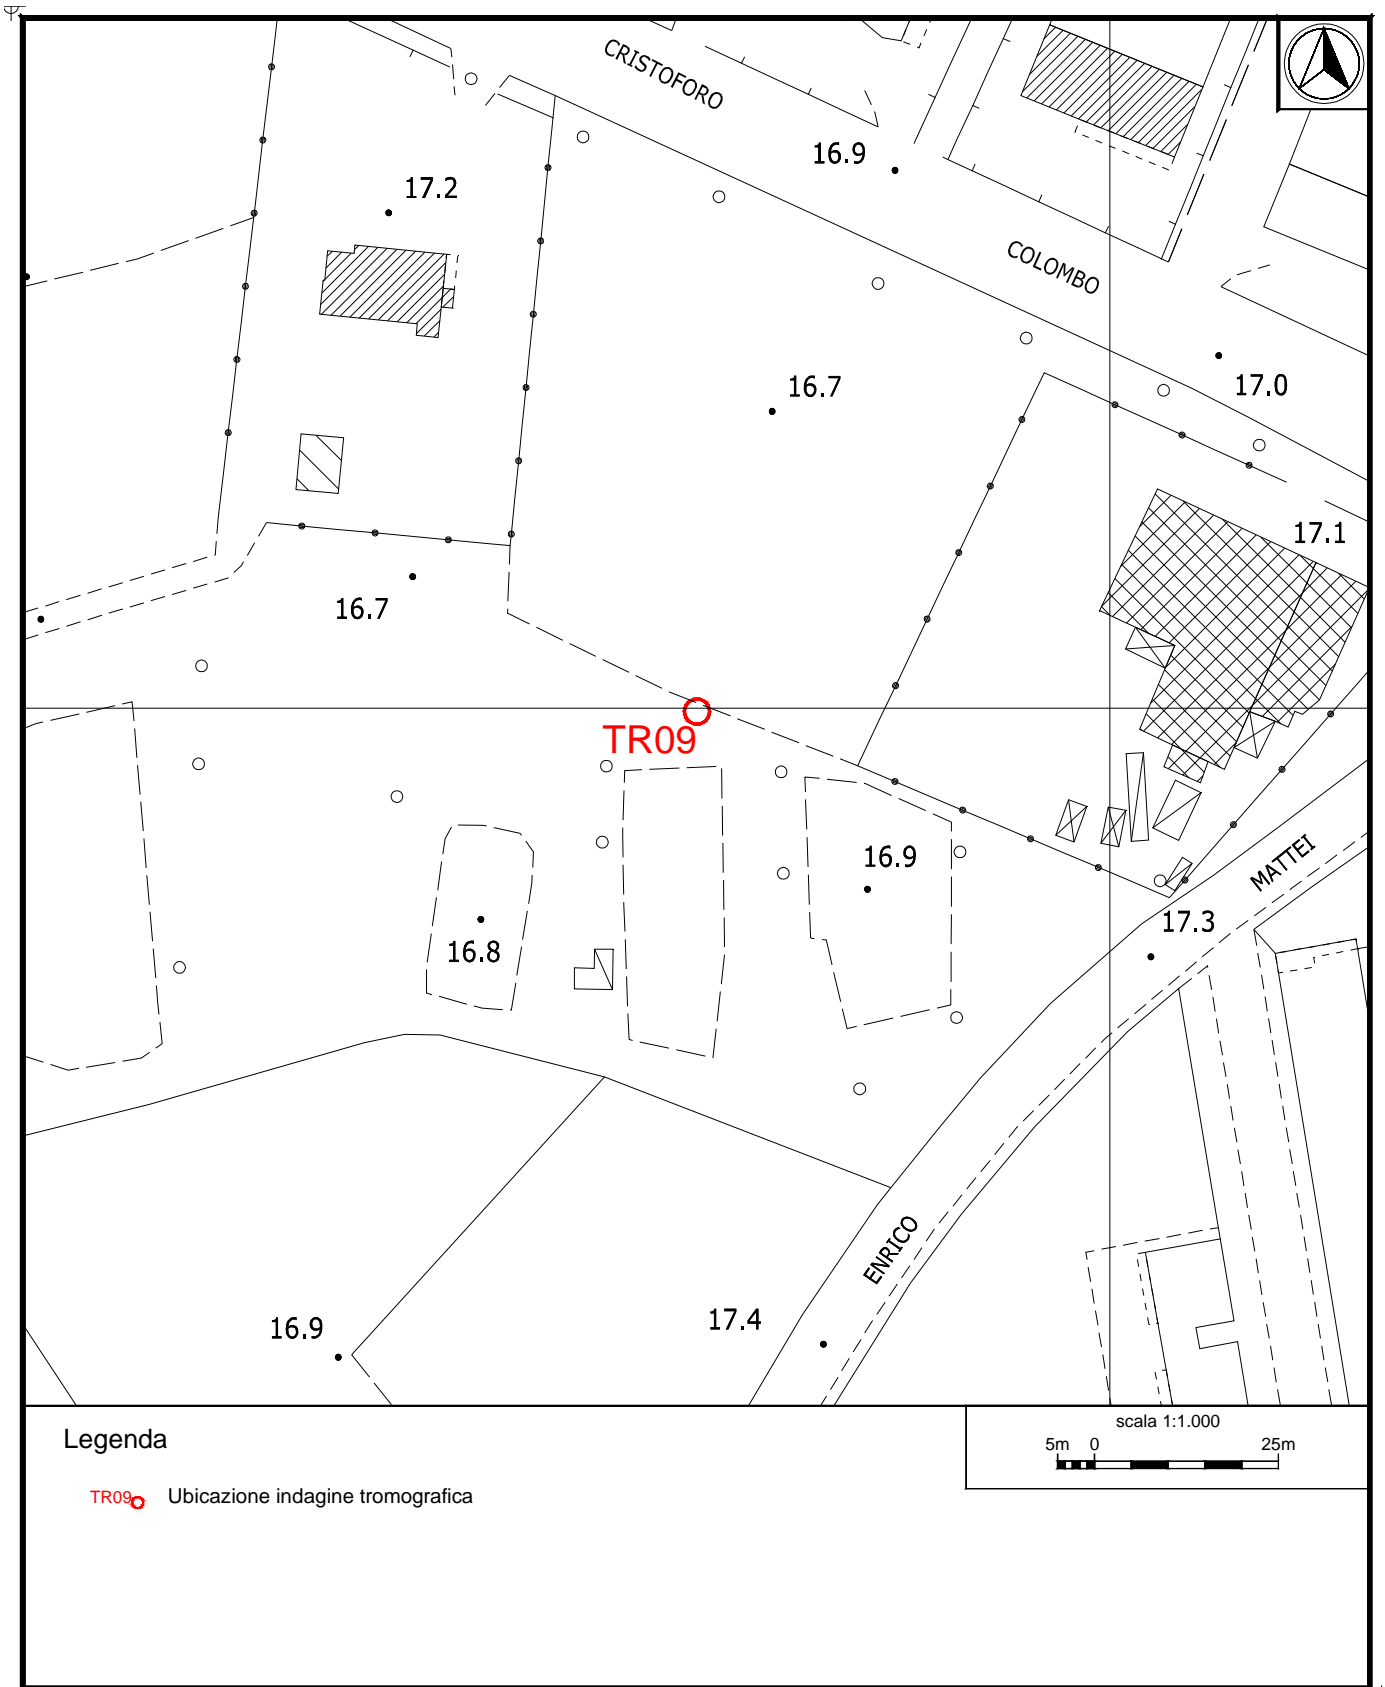 CRISTOFORO
16.9
17.2
COLOMBO
16.7
17.0
17.1
16.7
TR09
16.9
MATTEI
17.3
16.8
ENRICO
17.4
16.9
Legenda
TR09 Ubicazione indagine tromografica
scala 1:1.000
5m 0 25m